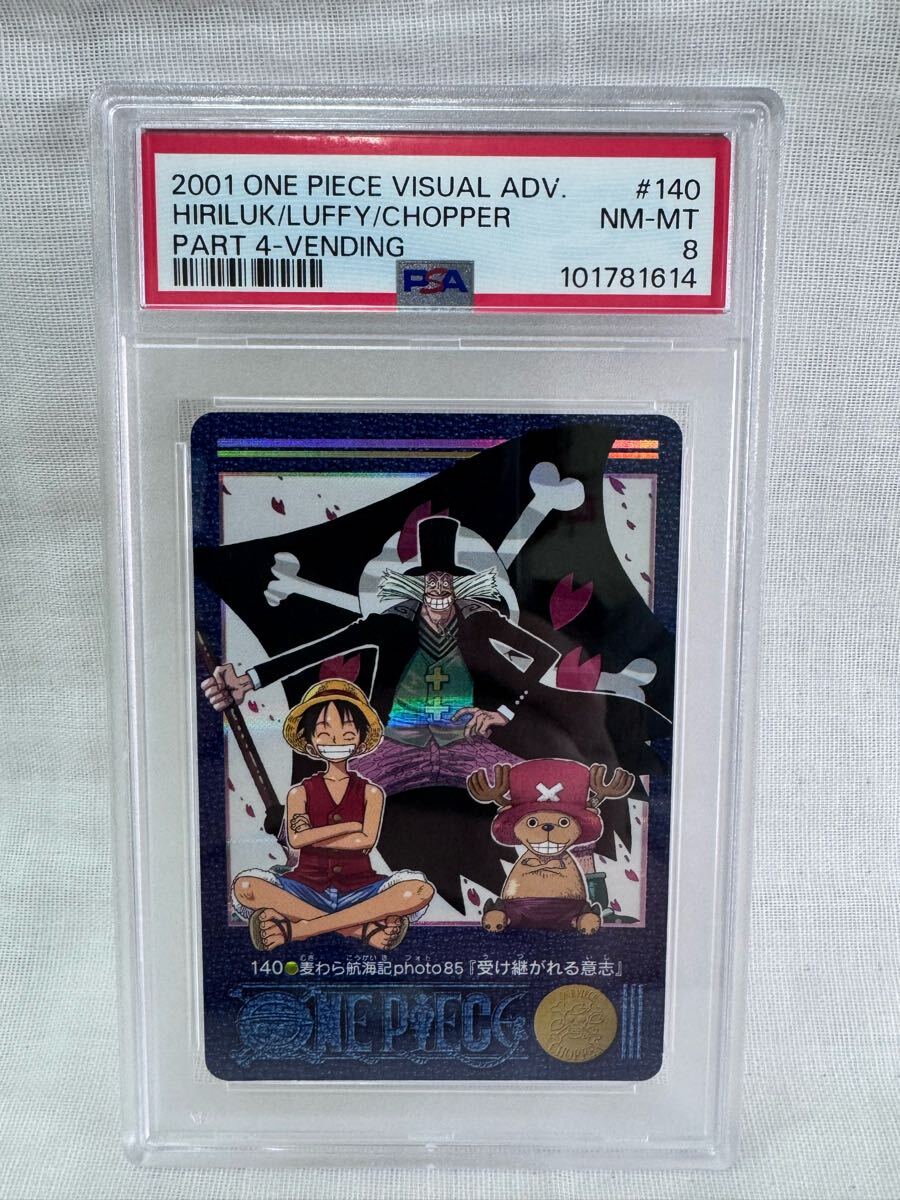 2001 ONE PIECE VISUAL ADV. #140
HIRILUK/LUFFY/CHOPPER NM-MT
PART 4-VENDING 8
PSA 101781614
140 麦わら航海記photo85『受け継がれる意志』
ONE PIECE
ONE PIECE
CHOPPER